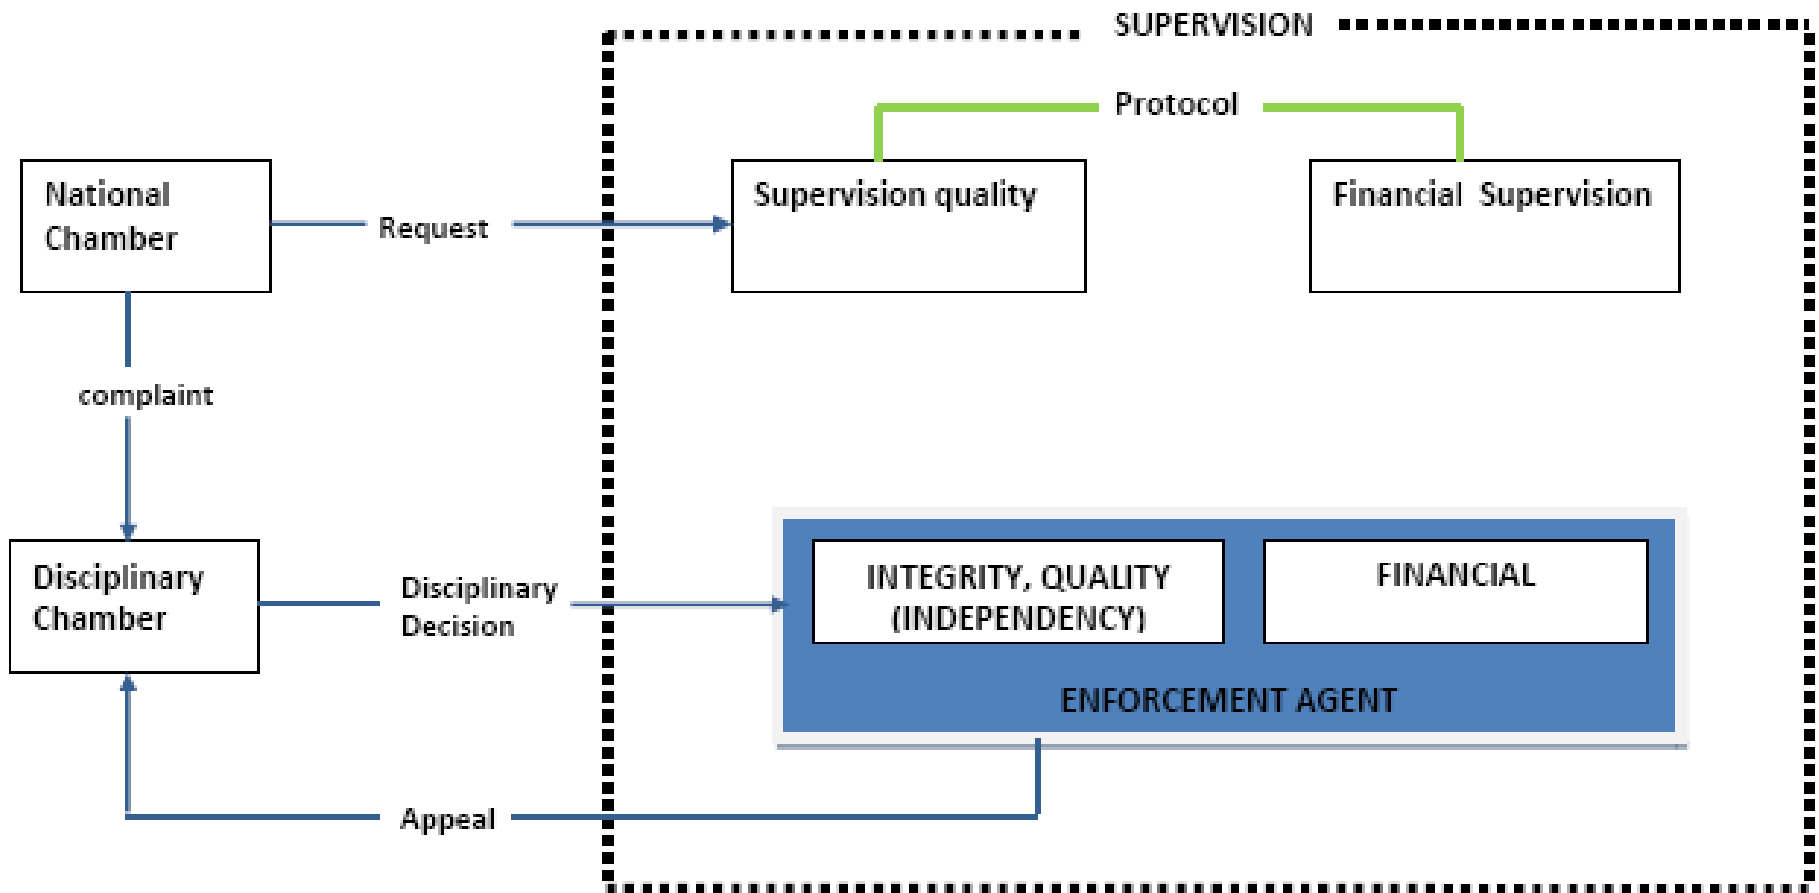 SUPERVISION
Protocol
National
Chamber
Request
Supervision quality
Financial Supervision
complaint
Disciplinary
Chamber
Disciplinary
Decision
INTEGRITY, QUALITY
(INDEPENDENCY)
FINANCIAL
ENFORCEMENT AGENT
Appeal